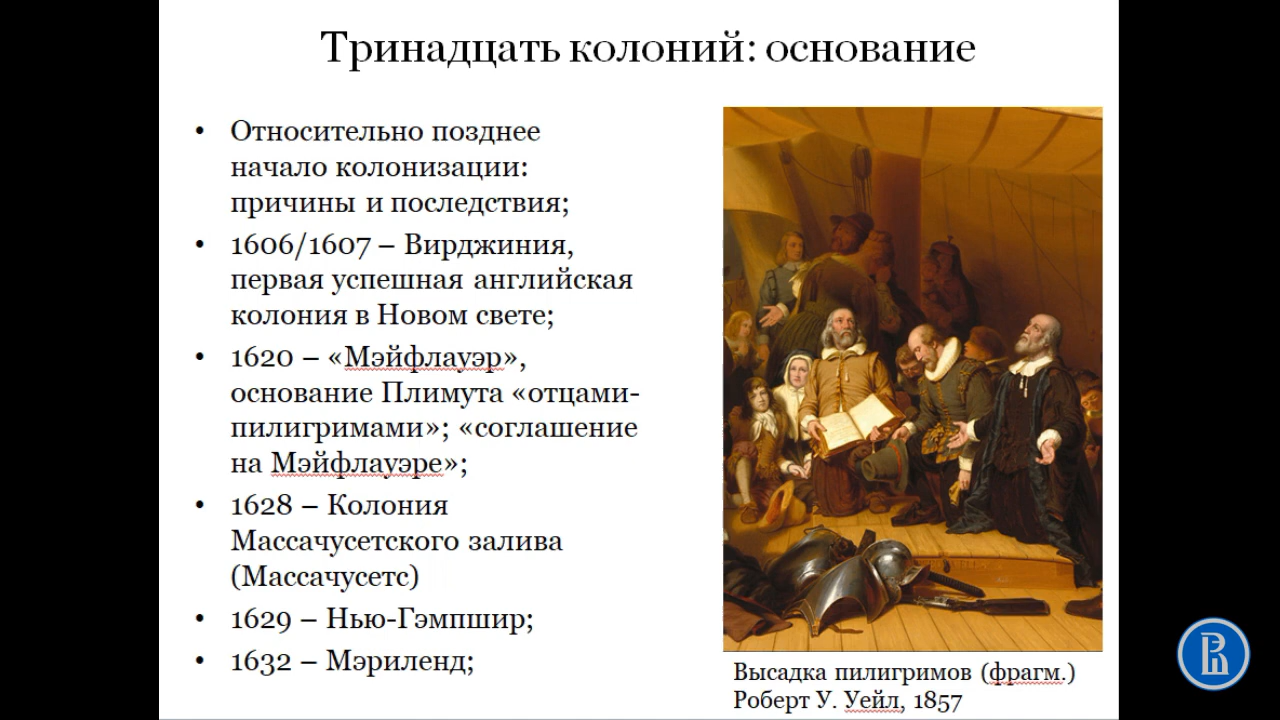 Тринадцать колоний: основание
• Относительно позднее
начало колонизации:
причины и последствия;
• 1606/1607 – Вирджиния,
первая успешная английская
колония в Новом свете;
• 1620 – «Мэйфлауэр»,
основание Плимута «отцами-
пилигримами»; «соглашение
на Мэйфлауэре»;
• 1628 – Колония
Массачусетского залива
(Массачусетс)
• 1629 – Нью-Гэмпшир;
• 1632 – Мэриленд;
Высадка пилигримов (фрагм.)
Роберт У. Уейл, 1857